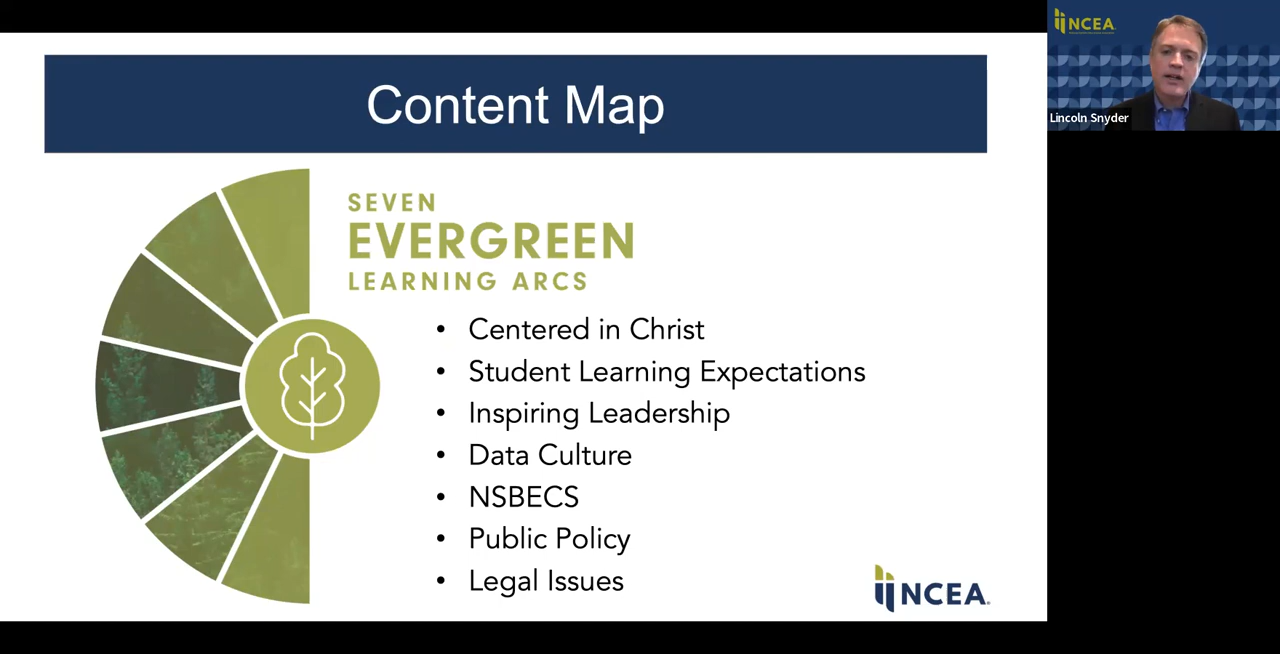 Content Map
SEVEN
EVERGREEN
LEARNING ARCS
• Centered in Christ
• Student Learning Expectations
• Inspiring Leadership
• Data Culture
• NSBECS
• Public Policy
• Legal Issues
NCEA
NCEA
Lincoln Snyder